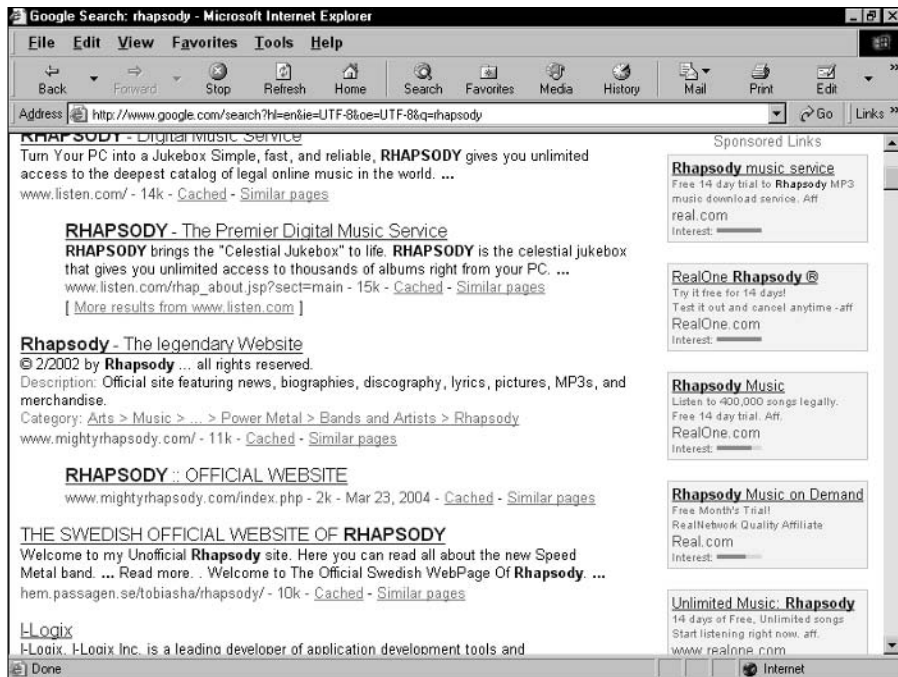 Google Search: rhapsody - Microsoft Internet Explorer
File Edit View Favorites Tools Help
Back Forward Stop Refresh Home Search Favorites Media History Mail Print Edit »
Address http://www.google.com/search?hl=en&ie=UTF-8&oe=UTF-8&q=rhapsody Go Links »
RHAPSODY - Digital Music Service
Turn Your PC into a Jukebox Simple, fast, and reliable, RHAPSODY gives you unlimited
access to the deepest catalog of legal online music in the world. ...
www.listen.com/ - 14k - Cached - Similar pages
RHAPSODY - The Premier Digital Music Service
RHAPSODY brings the "Celestial Jukebox" to life. RHAPSODY is the celestial jukebox
that gives you unlimited access to thousands of albums right from your PC. ...
www.listen.com/rhap_about.jsp?sect=main - 15k - Cached - Similar pages
[ More results from www.listen.com ]
Rhapsody - The legendary Website
© 2/2002 by Rhapsody ... all rights reserved.
Description: Official site featuring news, biographies, discography, lyrics, pictures, MP3s, and
merchandise.
Category: Arts > Music > ... > Power Metal > Bands and Artists > Rhapsody
www.mightyrhapsody.com/ - 11k - Cached - Similar pages
RHAPSODY :: OFFICIAL WEBSITE
www.mightyrhapsody.com/index.php - 2k - Mar 23, 2004 - Cached - Similar pages
THE SWEDISH OFFICIAL WEBSITE OF RHAPSODY
Welcome to my Unofficial Rhapsody site. Here you can read all about the new Speed
Metal band. ... Read more. . Welcome to The Official Swedish WebPage Of Rhapsody. ...
hem.passagen.se/tobiasha/rhapsody/ - 10k - Cached - Similar pages
I-Logix
I-Logix. I-Logix Inc. is a leading developer of application development tools and
Sponsored Links
Rhapsody music service
Free 14 day trial to Rhapsody MP3
music download service. Aff
real.com
Interest:
RealOne Rhapsody ®
Try it free for 14 days!
Test it out and cancel anytime -aff
RealOne.com
Interest:
Rhapsody Music
Listen to 400,000 songs legally.
Free 14 day trial. Aff.
RealOne.com
Interest:
Rhapsody Music on Demand
Free Month's Trial!
RealNetwork Quality Affiliate
Real.com
Interest:
Unlimited Music: Rhapsody
14 days of Free, Unlimited songs
Start listening right now. aff.
www.realone.com
Done Internet